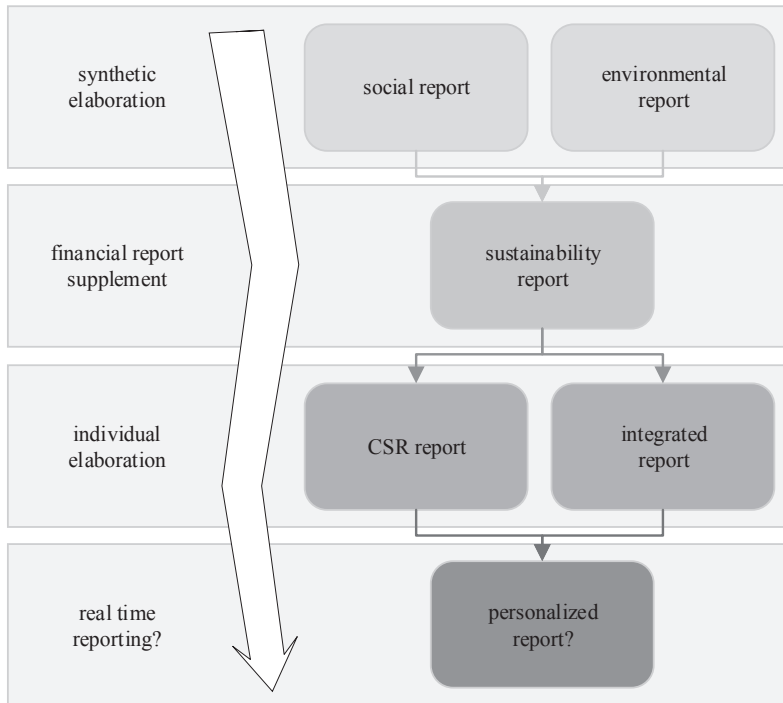 synthetic
elaboration
social report
environmental
report
financial report
supplement
sustainability
report
individual
elaboration
CSR report
integrated
report
real time
reporting?
personalized
report?